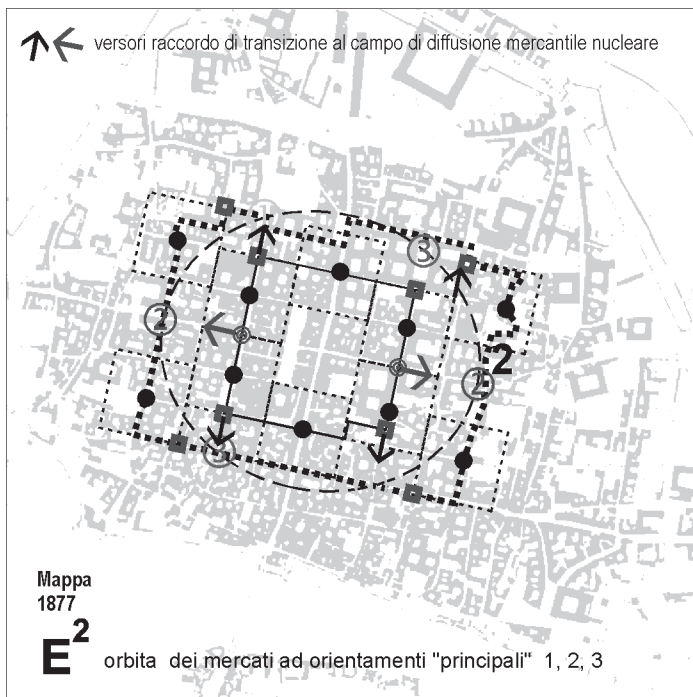 versori raccordo di transizione al campo di diffusione mercantile nucleare
3
2
2
2
3
Mappa
1877
E²
orbita dei mercati ad orientamenti "principali" 1, 2, 3